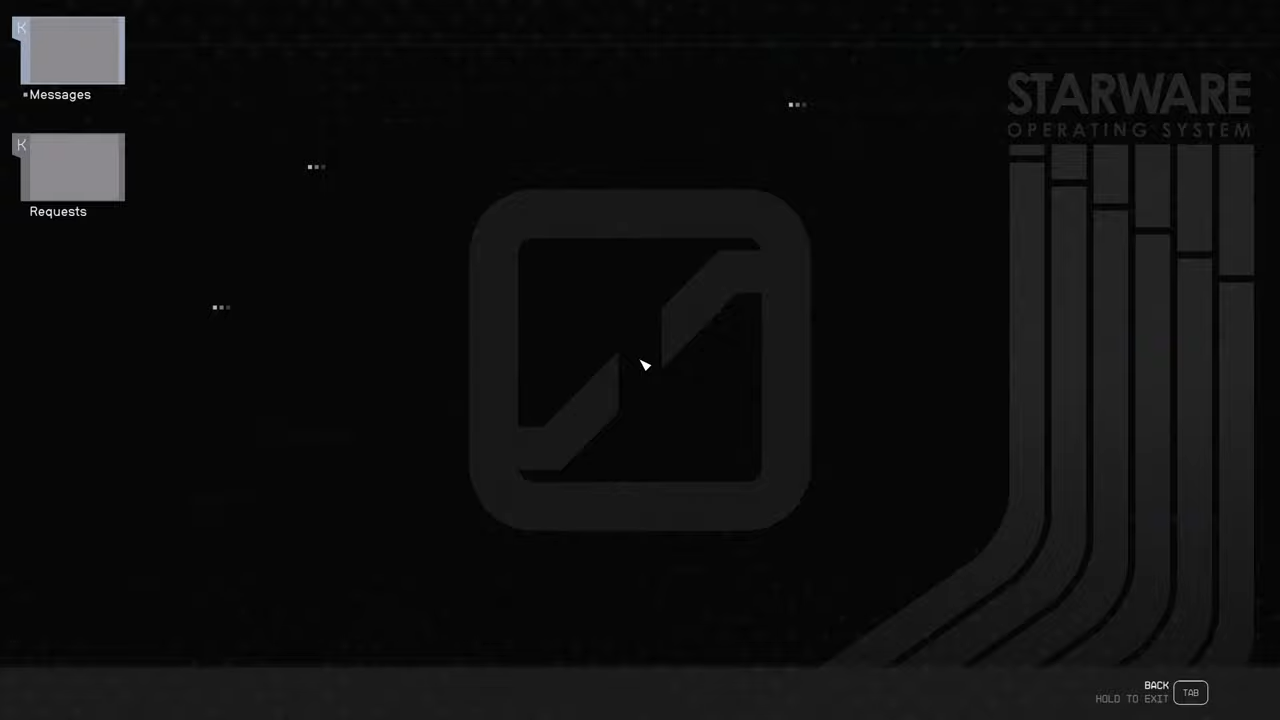 K
Messages
K
Requests
STARWARE
OPERATING SYSTEM
BACK
HOLD TO EXIT
TAB